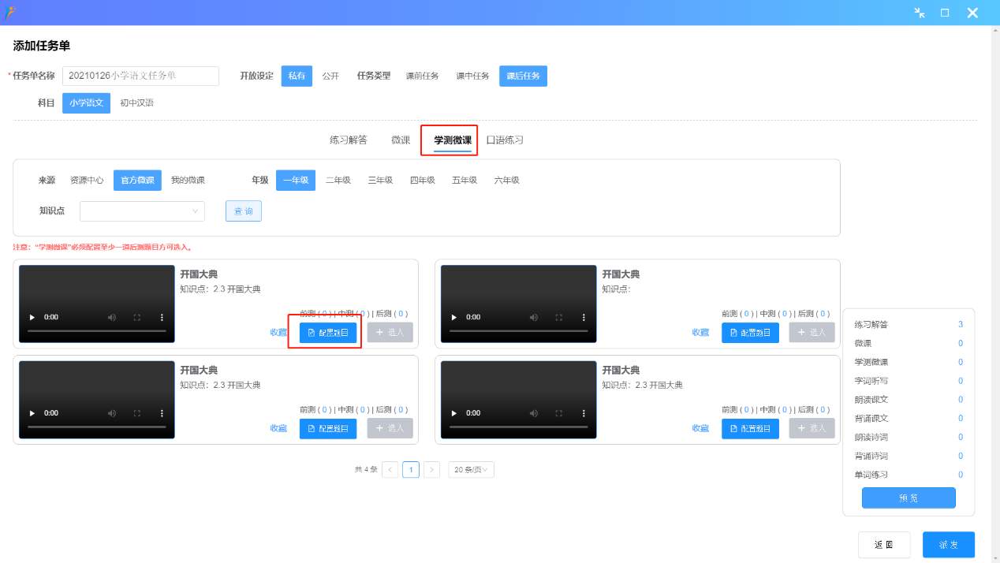 添加任务单
*任务单名称 20210126小学语文任务单 开放设定 私有 公开 任务类型 课前任务 课中任务 课后任务
科目 小学语文 初中汉语
练习解答 微课 学测微课 口语练习
来源 资源中心 官方微课 我的微课 年级 一年级 二年级 三年级 四年级 五年级 六年级
知识点 查 询
注意：“学测微课”必须配置至少一道后测题目方可选入。
开国大典
知识点：2.3 开国大典
0:00
前测 ( 0 ) | 中测 ( 0 ) | 后测 ( 0 )
收藏 配置题目 + 选入
开国大典
知识点：
0:00
前测 ( 0 ) | 中测 ( 0 ) | 后测 ( 0 )
收藏 配置题目 + 选入
开国大典
知识点：2.3 开国大典
0:00
前测 ( 0 ) | 中测 ( 0 ) | 后测 ( 0 )
收藏 配置题目 + 选入
开国大典
知识点：2.3 开国大典
0:00
前测 ( 0 ) | 中测 ( 0 ) | 后测 ( 0 )
收藏 配置题目 + 选入
共 4 条 < 1 > 20 条/页
练习解答 3
微课 0
学测微课 0
字词听写 0
朗读课文 0
背诵课文 0
朗读诗词 0
背诵诗词 0
单词练习 0
预 览
返 回 派 发